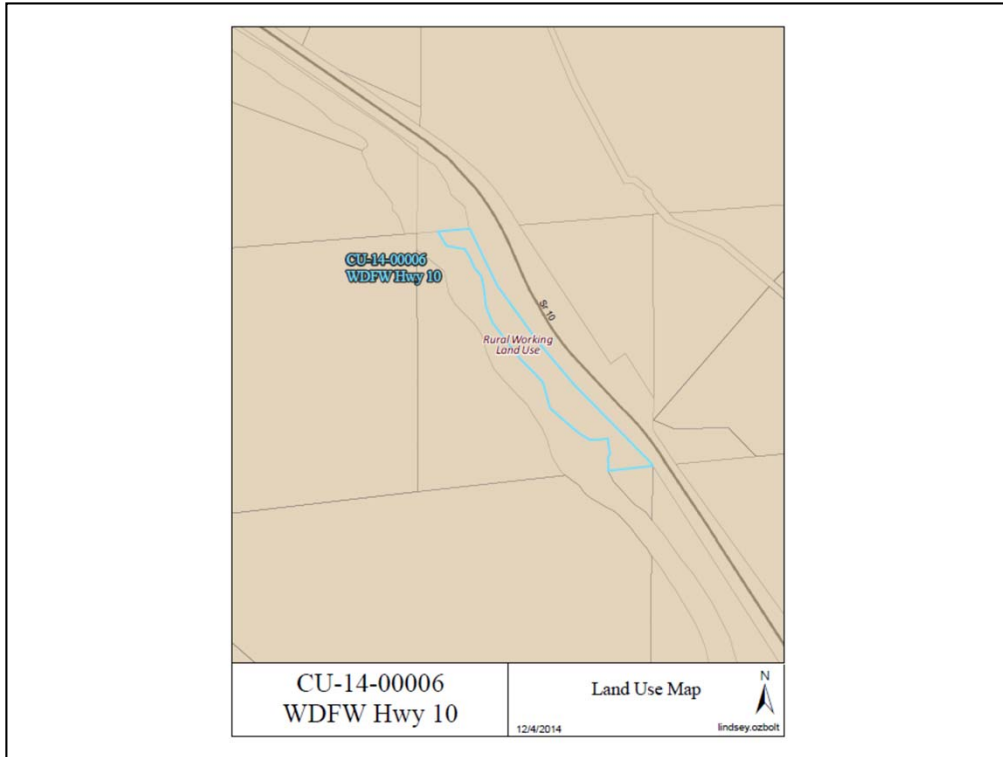 CU-14-00006
WDFW Hwy 10
Sr 10
Rural Working
Land Use
CU-14-00006
WDFW Hwy 10
Land Use Map
N
12/4/2014
lindsey.ozbolt